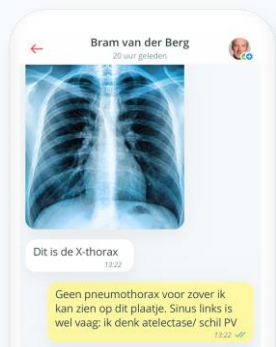 Bram van der Berg
20 uur geleden
Dit is de X-thorax
13:22
Geen pneumothorax voor zover ik
kan zien op dit plaatje. Sinus links is
wel vaag: ik denk atelectase/ schil PV
13:22